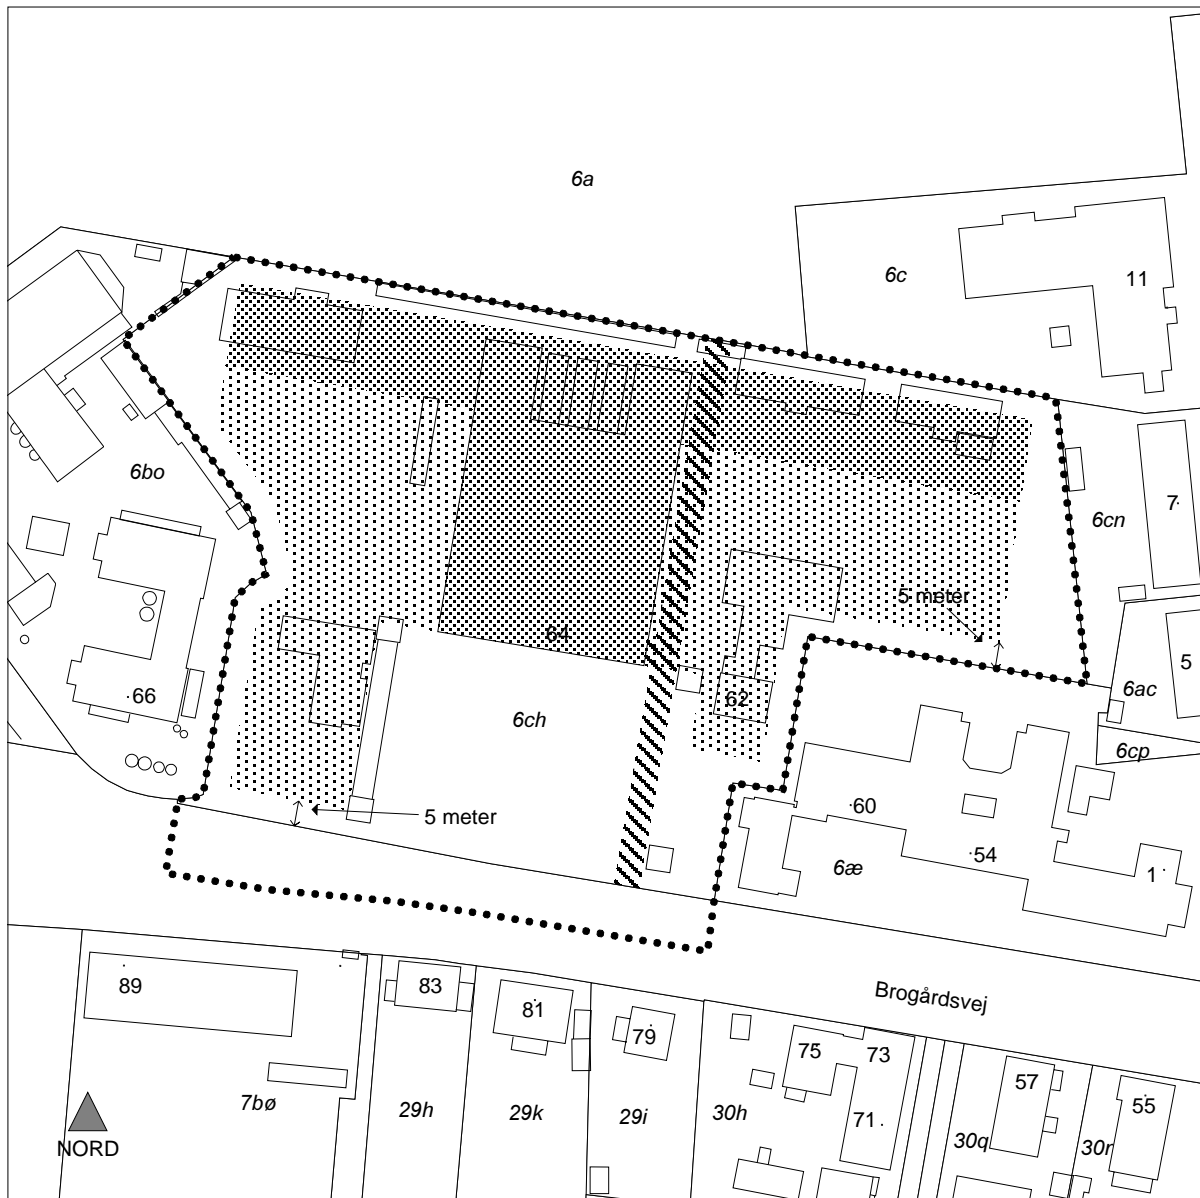 6a
6c
11
6bo
7
6cn
5 meter
64
5
66
62
6ch
6ac
6cp
60
5 meter
54
6æ
1
89
83
Brogårdsvej
81
79
75
73
57
7bø
29h
29k
29i
30h
71
55
30q
30r
NORD